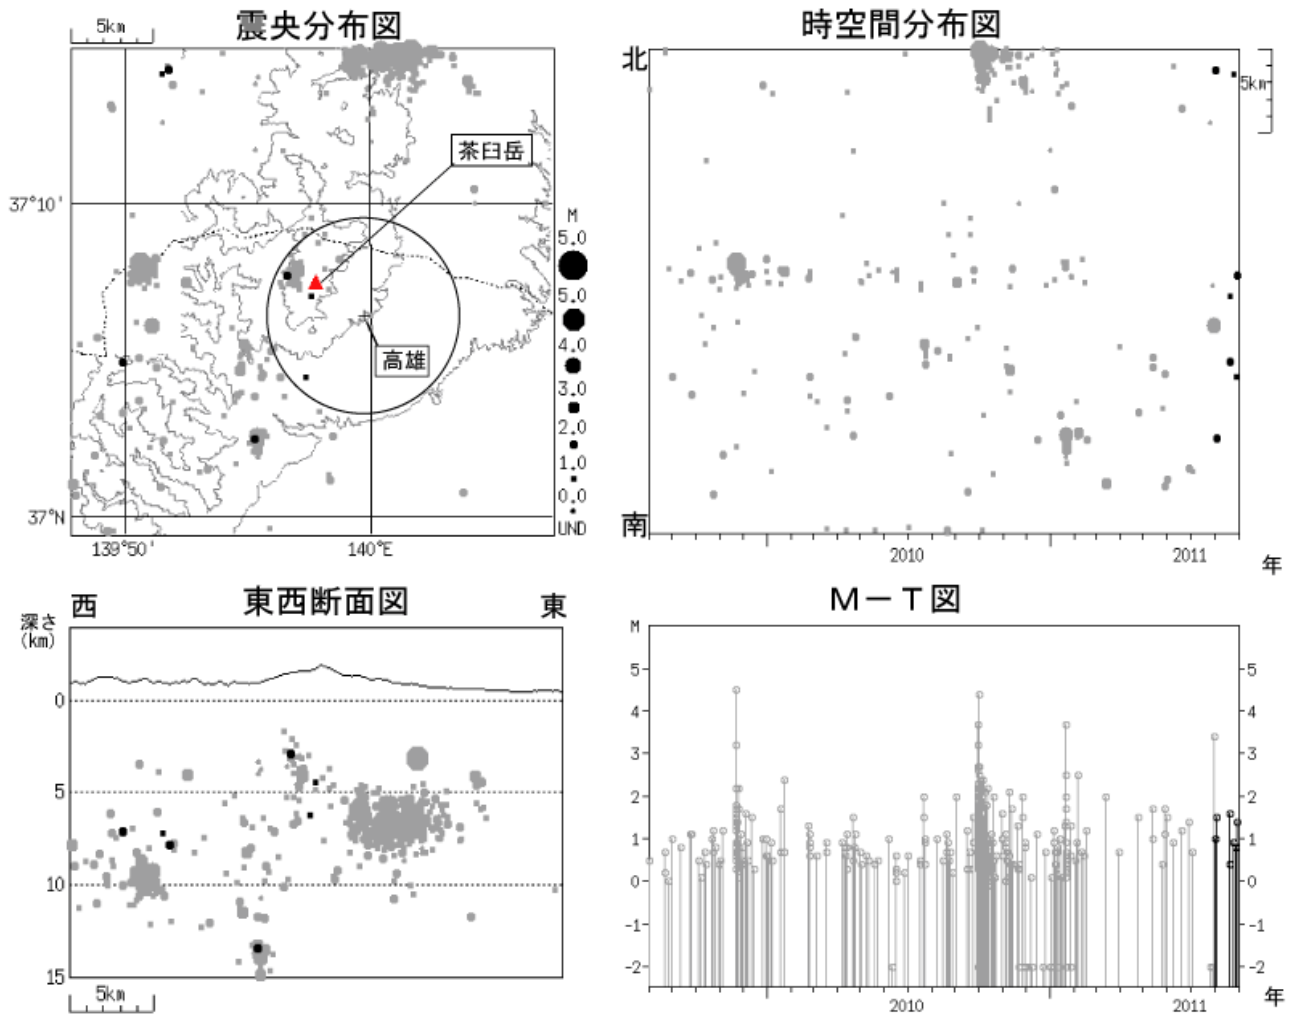 震央分布図
5km
茶臼岳
高雄
37°10'
37°N
139°50'
140°E
M
5.0
5.0
4.0
3.0
2.0
1.0
0.0
UND
時空間分布図
北
南
5km
2010
2011
年
東西断面図
西
東
深さ
(km)
0
5
10
15
5km
M-T図
M
5
4
3
2
1
0
-1
-2
5
4
3
2
1
0
-1
-2
2010
2011
年